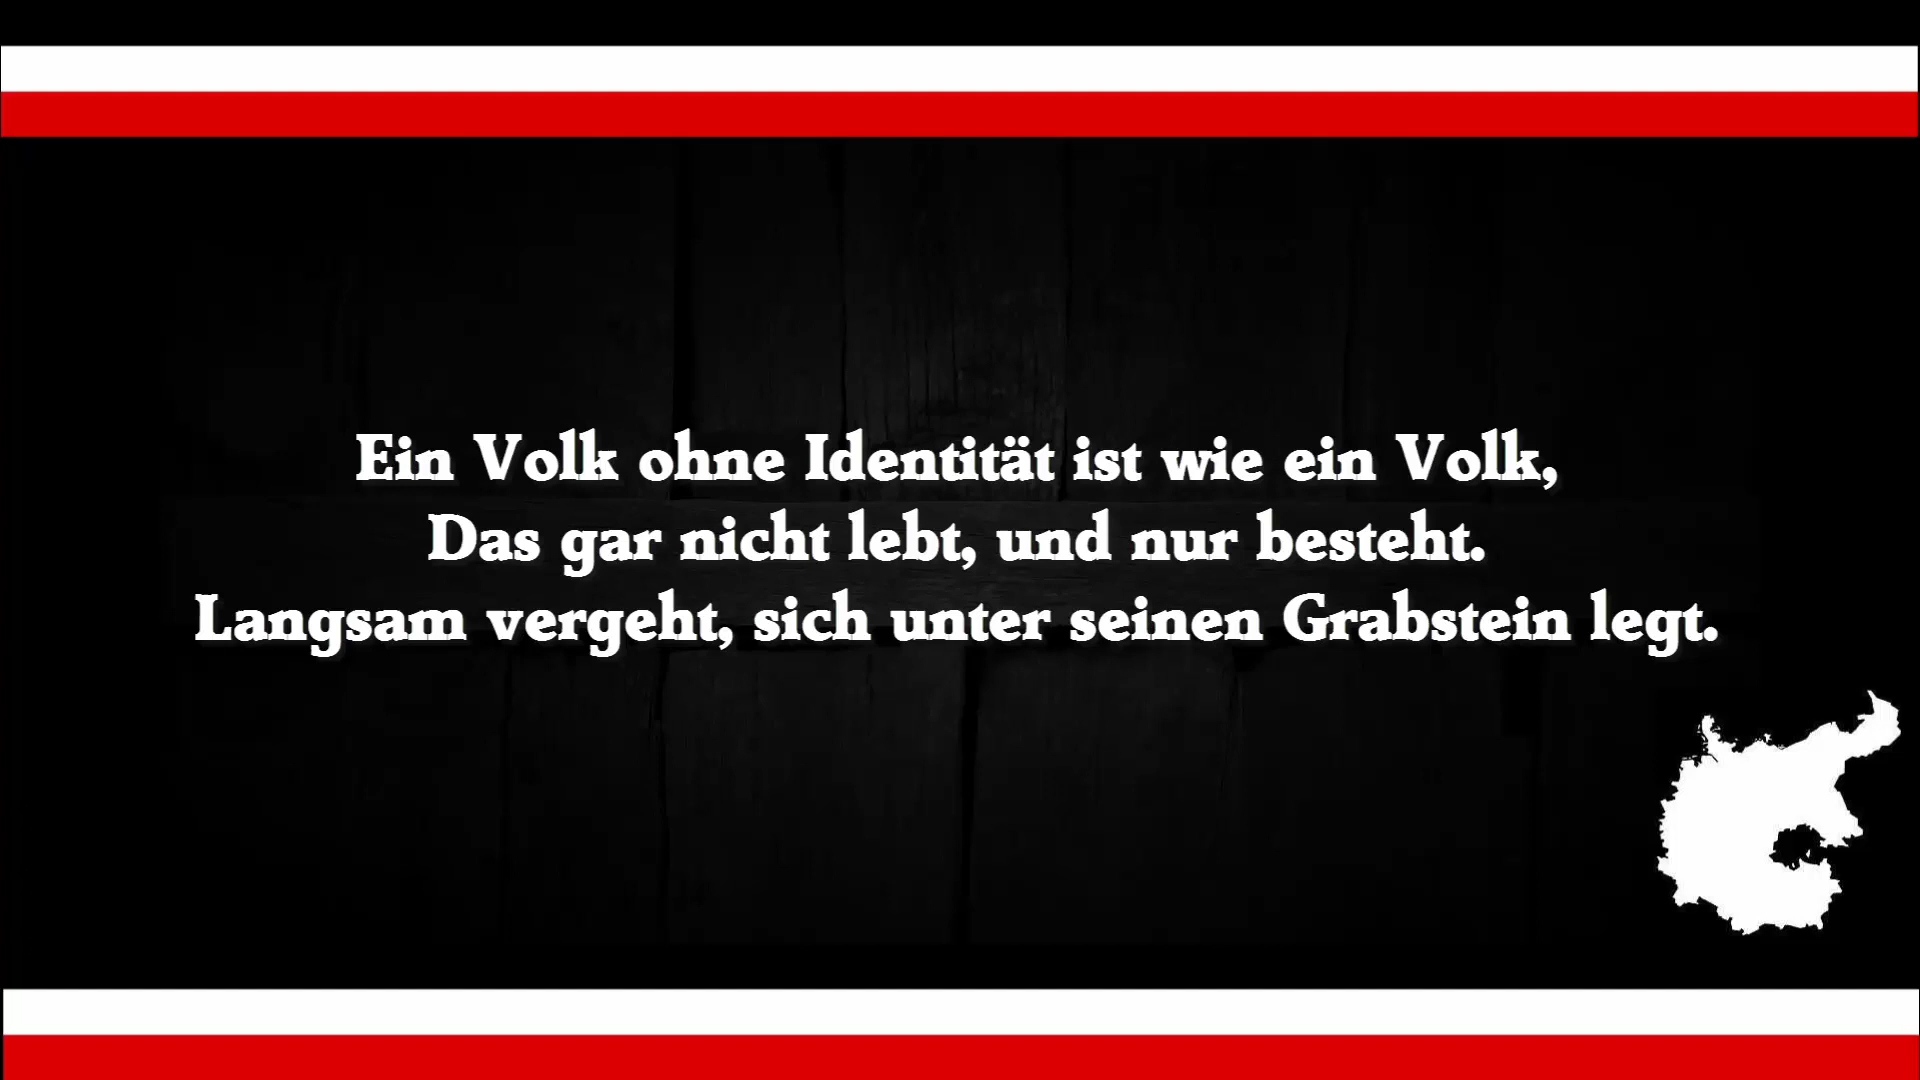 Ein Volk ohne Identität ist wie ein Volk,
Das gar nicht lebt, und nur besteht.
Langsam vergeht, sich unter seinen Grabstein legt.